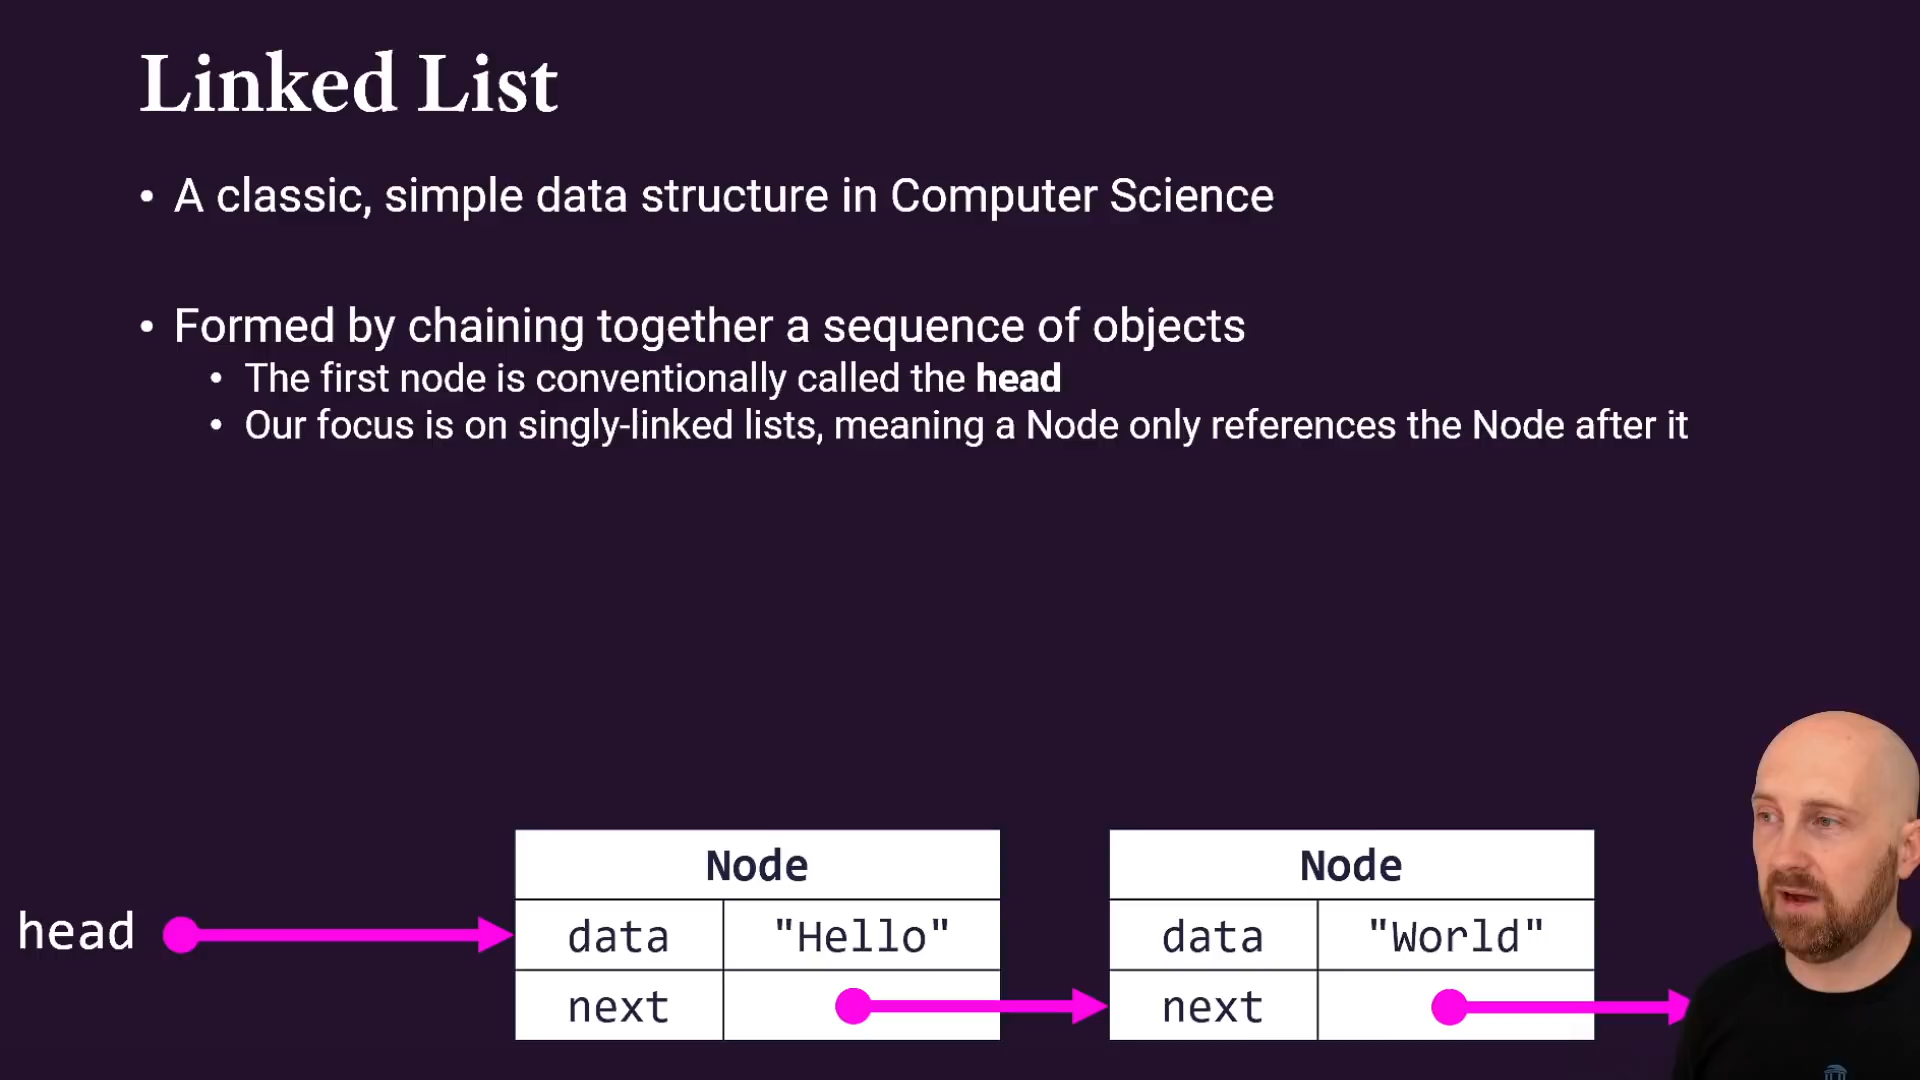 Linked List
• A classic, simple data structure in Computer Science
• Formed by chaining together a sequence of objects
• The first node is conventionally called the head
• Our focus is on singly-linked lists, meaning a Node only references the Node after it
head
Node
data "Hello"
next
Node
data "World"
next